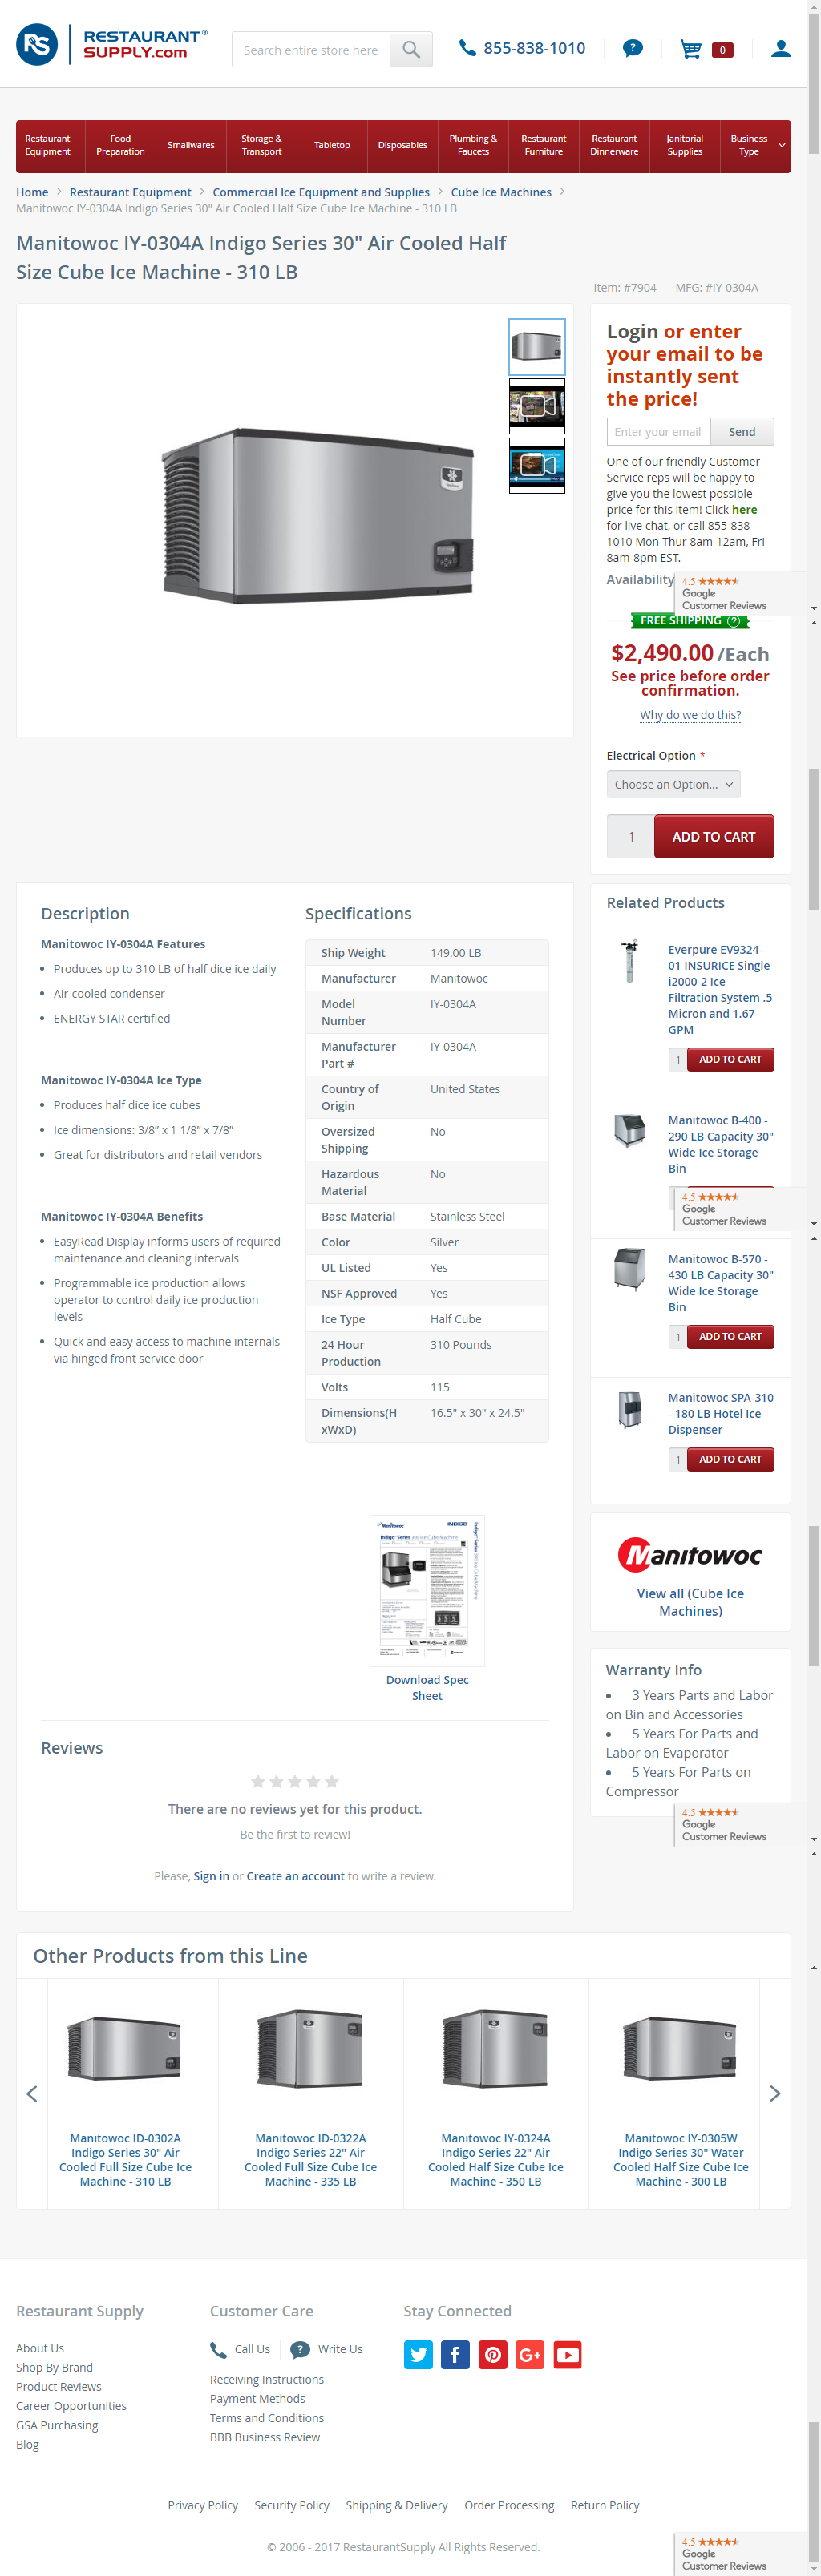 RESTAURANT®
SUPPLY.com
Search entire store here
855-838-1010
0
Restaurant Equipment
Food Preparation
Smallwares
Storage & Transport
Tabletop
Disposables
Plumbing & Faucets
Restaurant Furniture
Restaurant Dinnerware
Janitorial Supplies
Business Type
Home > Restaurant Equipment > Commercial Ice Equipment and Supplies > Cube Ice Machines >
Manitowoc IY-0304A Indigo Series 30" Air Cooled Half Size Cube Ice Machine - 310 LB
Manitowoc IY-0304A Indigo Series 30" Air Cooled Half
Size Cube Ice Machine - 310 LB
Item: #7904 MFG: #IY-0304A
Login or enter
your email to be
instantly sent
the price!
Enter your email Send
One of our friendly Customer
Service reps will be happy to
give you the lowest possible
price for this item! Click here
for live chat, or call 855-838-
1010 Mon-Thur 8am-12am, Fri
8am-8pm EST.
Availability
4.5 ★★★★★
Google
Customer Reviews
FREE SHIPPING ?
$2,490.00 /Each
See price before order
confirmation.
Why do we do this?
Electrical Option *
Choose an Option...
1 ADD TO CART
Description
Manitowoc IY-0304A Features
• Produces up to 310 LB of half dice ice daily
• Air-cooled condenser
• ENERGY STAR certified
Manitowoc IY-0304A Ice Type
• Produces half dice ice cubes
• Ice dimensions: 3/8” x 1 1/8” x 7/8”
• Great for distributors and retail vendors
Manitowoc IY-0304A Benefits
• EasyRead Display informs users of required
maintenance and cleaning intervals
• Programmable ice production allows
operator to control daily ice production
levels
• Quick and easy access to machine internals
via hinged front service door
Specifications
Ship Weight 149.00 LB
Manufacturer Manitowoc
Model IY-0304A
Number
Manufacturer IY-0304A
Part #
Country of United States
Origin
Oversized No
Shipping
Hazardous No
Material
Base Material Stainless Steel
Color Silver
UL Listed Yes
NSF Approved Yes
Ice Type Half Cube
24 Hour 310 Pounds
Production
Volts 115
Dimensions(H 16.5" x 30" x 24.5"
xWxD)
Download Spec
Sheet
Related Products
Everpure EV9324-
01 INSURICE Single
i2000-2 Ice
Filtration System .5
Micron and 1.67
GPM
1 ADD TO CART
Manitowoc B-400 -
290 LB Capacity 30"
Wide Ice Storage
Bin
4.5 ★★★★★
Google
Customer Reviews
Manitowoc B-570 -
430 LB Capacity 30"
Wide Ice Storage
Bin
1 ADD TO CART
Manitowoc SPA-310
- 180 LB Hotel Ice
Dispenser
1 ADD TO CART
Manitowoc
View all (Cube Ice
Machines)
Warranty Info
• 3 Years Parts and Labor
on Bin and Accessories
• 5 Years For Parts and
Labor on Evaporator
• 5 Years For Parts on
Compressor
4.5 ★★★★★
Google
Customer Reviews
Reviews
There are no reviews yet for this product.
Be the first to review!
Please, Sign in or Create an account to write a review.
Other Products from this Line
Manitowoc ID-0302A
Indigo Series 30" Air
Cooled Full Size Cube Ice
Machine - 310 LB
Manitowoc ID-0322A
Indigo Series 22" Air
Cooled Full Size Cube Ice
Machine - 335 LB
Manitowoc IY-0324A
Indigo Series 22" Air
Cooled Half Size Cube Ice
Machine - 350 LB
Manitowoc IY-0305W
Indigo Series 30" Water
Cooled Half Size Cube Ice
Machine - 300 LB
Restaurant Supply
About Us
Shop By Brand
Product Reviews
Career Opportunities
GSA Purchasing
Blog
Customer Care
Call Us
Write Us
Receiving Instructions
Payment Methods
Terms and Conditions
BBB Business Review
Stay Connected
Privacy Policy Security Policy Shipping & Delivery Order Processing Return Policy
© 2006 - 2017 RestaurantSupply All Rights Reserved.
4.5 ★★★★★
Google
Customer Reviews